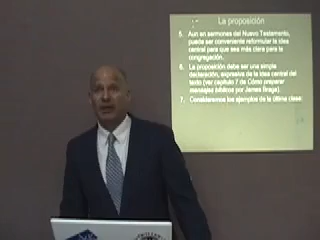 La proposición
5. Aun en sermones del Nuevo Testamento,
puede ser conveniente reformular la idea
central para que sea más clara para la
congregación.
6. La proposición debe ser una simple
declaración, expresiva de la idea central del
texto (ver capítulo 7 de Cómo preparar
mensajes bíblicos por James Braga).
7. Consideremos los ejemplos de la última clase: